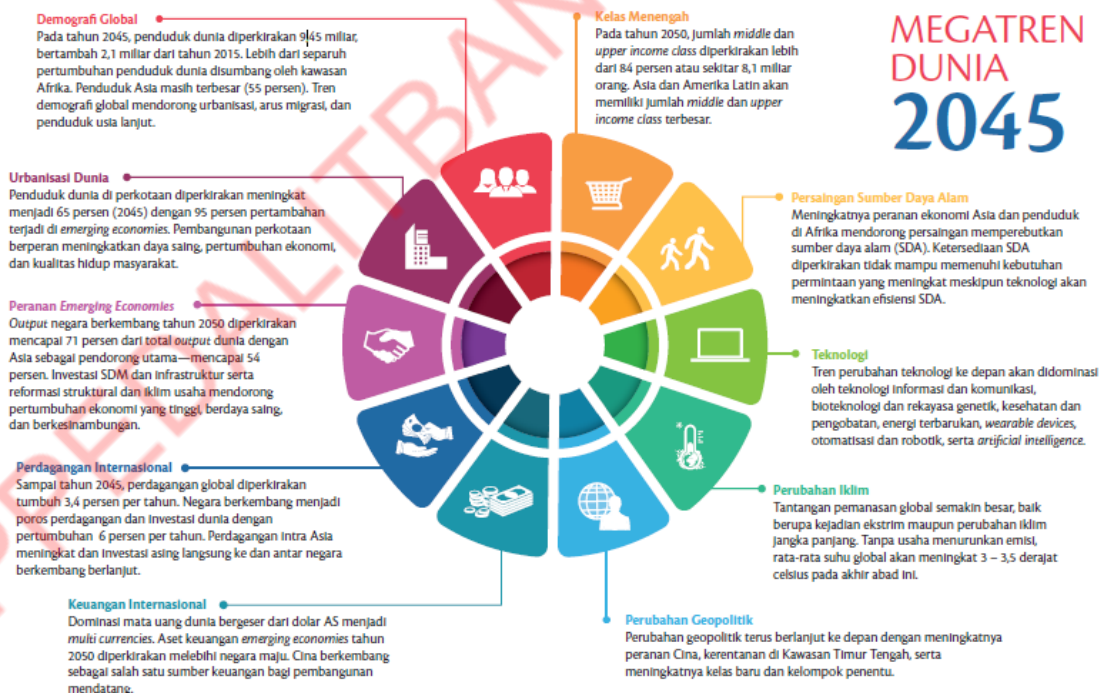 MEGATREN
DUNIA
2045
Demografi Global
Pada tahun 2045, penduduk dunia diperkirakan 9,45 miliar,
bertambah 2,1 miliar dari tahun 2015. Lebih dari separuh
pertumbuhan penduduk dunia disumbang oleh kawasan
Afrika. Penduduk Asia masih terbesar (55 persen). Tren
demografi global mendorong urbanisasi, arus migrasi, dan
penduduk usia lanjut.
Kelas Menengah
Pada tahun 2050, jumlah middle dan
upper income class diperkirakan lebih
dari 84 persen atau sekitar 8,1 miliar
orang. Asia dan Amerika Latin akan
memiliki jumlah middle dan upper
income class terbesar.
Urbanisasi Dunia
Penduduk dunia di perkotaan diperkirakan meningkat
menjadi 65 persen (2045) dengan 95 persen pertambahan
terjadi di emerging economies. Pembangunan perkotaan
berperan meningkatkan daya saing, pertumbuhan ekonomi,
dan kualitas hidup masyarakat.
Persaingan Sumber Daya Alam
Meningkatnya peranan ekonomi Asia dan penduduk
di Afrika mendorong persaingan memperebutkan
sumber daya alam (SDA). Ketersediaan SDA
diperkirakan tidak mampu memenuhi kebutuhan
permintaan yang meningkat meskipun teknologi akan
meningkatkan efisiensi SDA.
Peranan Emerging Economies
Output negara berkembang tahun 2050 diperkirakan
mencapai 71 persen dari total output dunia dengan
Asia sebagai pendorong utama—mencapai 54
persen. Investasi SDM dan infrastruktur serta
reformasi struktural dan iklim usaha mendorong
pertumbuhan ekonomi yang tinggi, berdaya saing,
dan berkesinambungan.
Teknologi
Tren perubahan teknologi ke depan akan didominasi
oleh teknologi informasi dan komunikasi,
bioteknologi dan rekayasa genetik, kesehatan dan
pengobatan, energi terbarukan, wearable devices,
otomatisasi dan robotik, serta artificial intelligence.
Perdagangan Internasional
Sampai tahun 2045, perdagangan global diperkirakan
tumbuh 3,4 persen per tahun. Negara berkembang menjadi
poros perdagangan dan investasi dunia dengan
pertumbuhan 6 persen per tahun. Perdagangan intra Asia
meningkat dan investasi asing langsung ke dan antar negara
berkembang berlanjut.
Perubahan Iklim
Tantangan pemanasan global semakin besar, baik
berupa kejadian ekstrim maupun perubahan iklim
jangka panjang. Tanpa usaha menurunkan emisi,
rata-rata suhu global akan meningkat 3 – 3,5 derajat
celsius pada akhir abad ini.
Keuangan Internasional
Dominasi mata uang dunia bergeser dari dolar AS menjadi
multi currencies. Aset keuangan emerging economies tahun
2050 diperkirakan melebihi negara maju. Cina berkembang
sebagai salah satu sumber keuangan bagi pembangunan
mendatang.
Perubahan Geopolitik
Perubahan geopolitik terus berlanjut ke depan dengan meningkatnya
peranan Cina, kerentanan di Kawasan Timur Tengah, serta
meningkatnya kelas baru dan kelompok penentu.
PPEDALITBAN